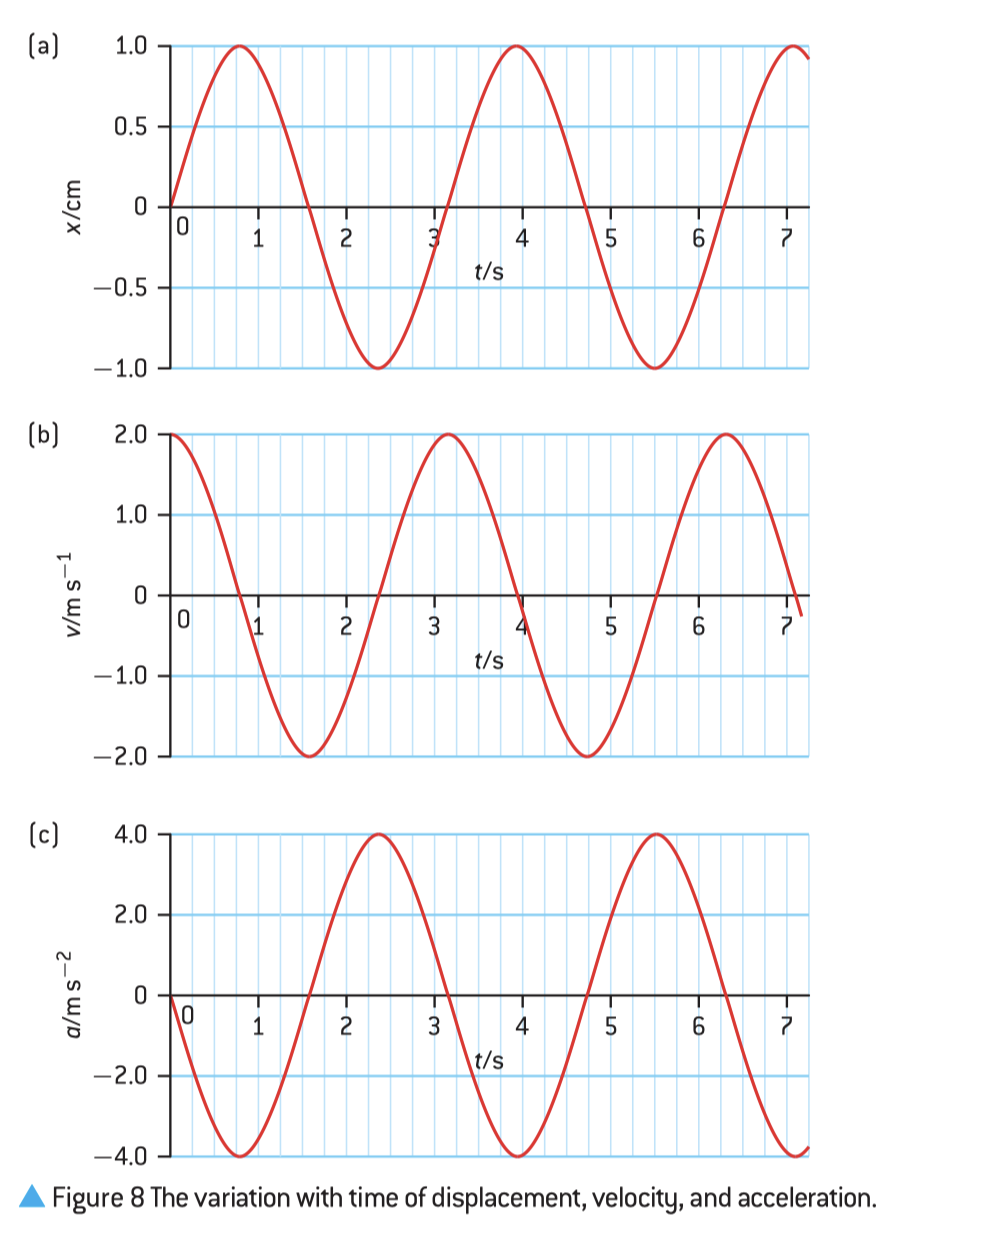 (a)
1.0
0.5
0
−0.5
−1.0
x/cm
0 1 2 3 4 5 6 7
t/s
(b)
2.0
1.0
0
−1.0
−2.0
v/m s⁻¹
0 1 2 3 4 5 6 7
t/s
(c)
4.0
2.0
0
−2.0
−4.0
a/m s⁻²
0 1 2 3 4 5 6 7
t/s
Figure 8 The variation with time of displacement, velocity, and acceleration.